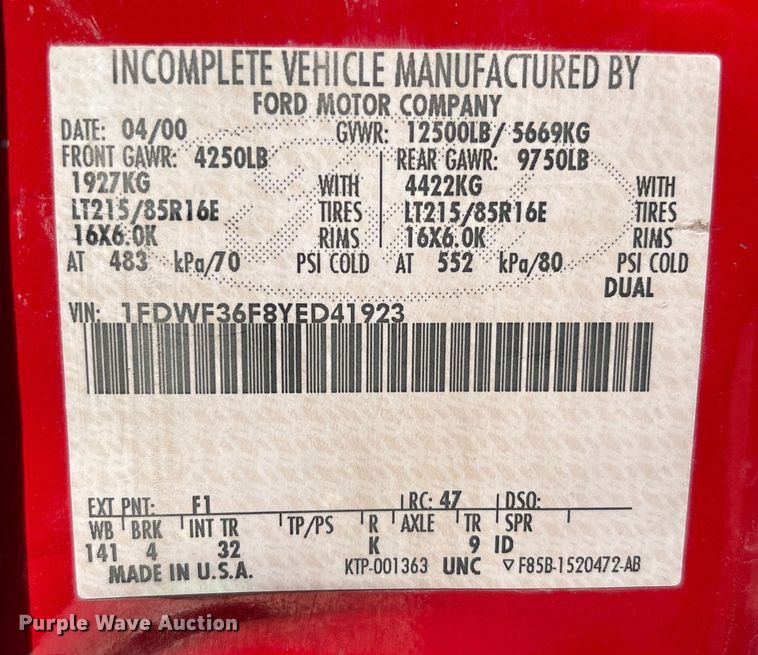 INCOMPLETE VEHICLE MANUFACTURED BY
FORD MOTOR COMPANY
DATE: 04/00 GVWR: 12500LB/ 5669KG
FRONT GAWR: 4250LB REAR GAWR: 9750LB
1927KG WITH 4422KG WITH
LT215/85R16E TIRES LT215/85R16E TIRES
16X6.0K RIMS 16X6.0K RIMS
AT 483 kPa/70 PSI COLD AT 552 kPa/80 PSI COLD
DUAL
VIN: 1FDWF36F8YED41923
EXT PNT: F1 RC: 47 DSO:
WB BRK INT TR TP/PS R AXLE TR SPR
141 4 32 K 9 ID
MADE IN U.S.A. KTP-001363 UNC ▽ F85B-1520472-AB
Purple Wave Auction